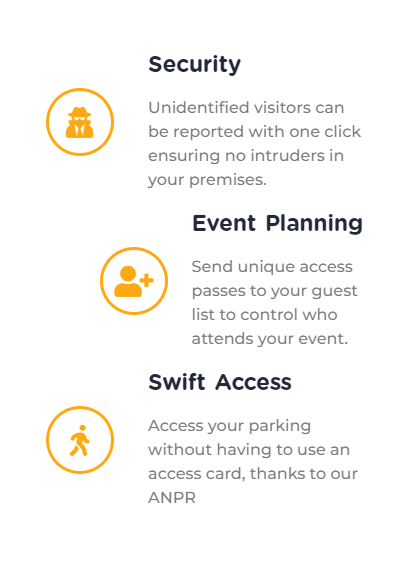 Security
Unidentified visitors can
be reported with one click
ensuring no intruders in
your premises.
Event Planning
Send unique access
passes to your guest
list to control who
attends your event.
Swift Access
Access your parking
without having to use an
access card, thanks to our
ANPR